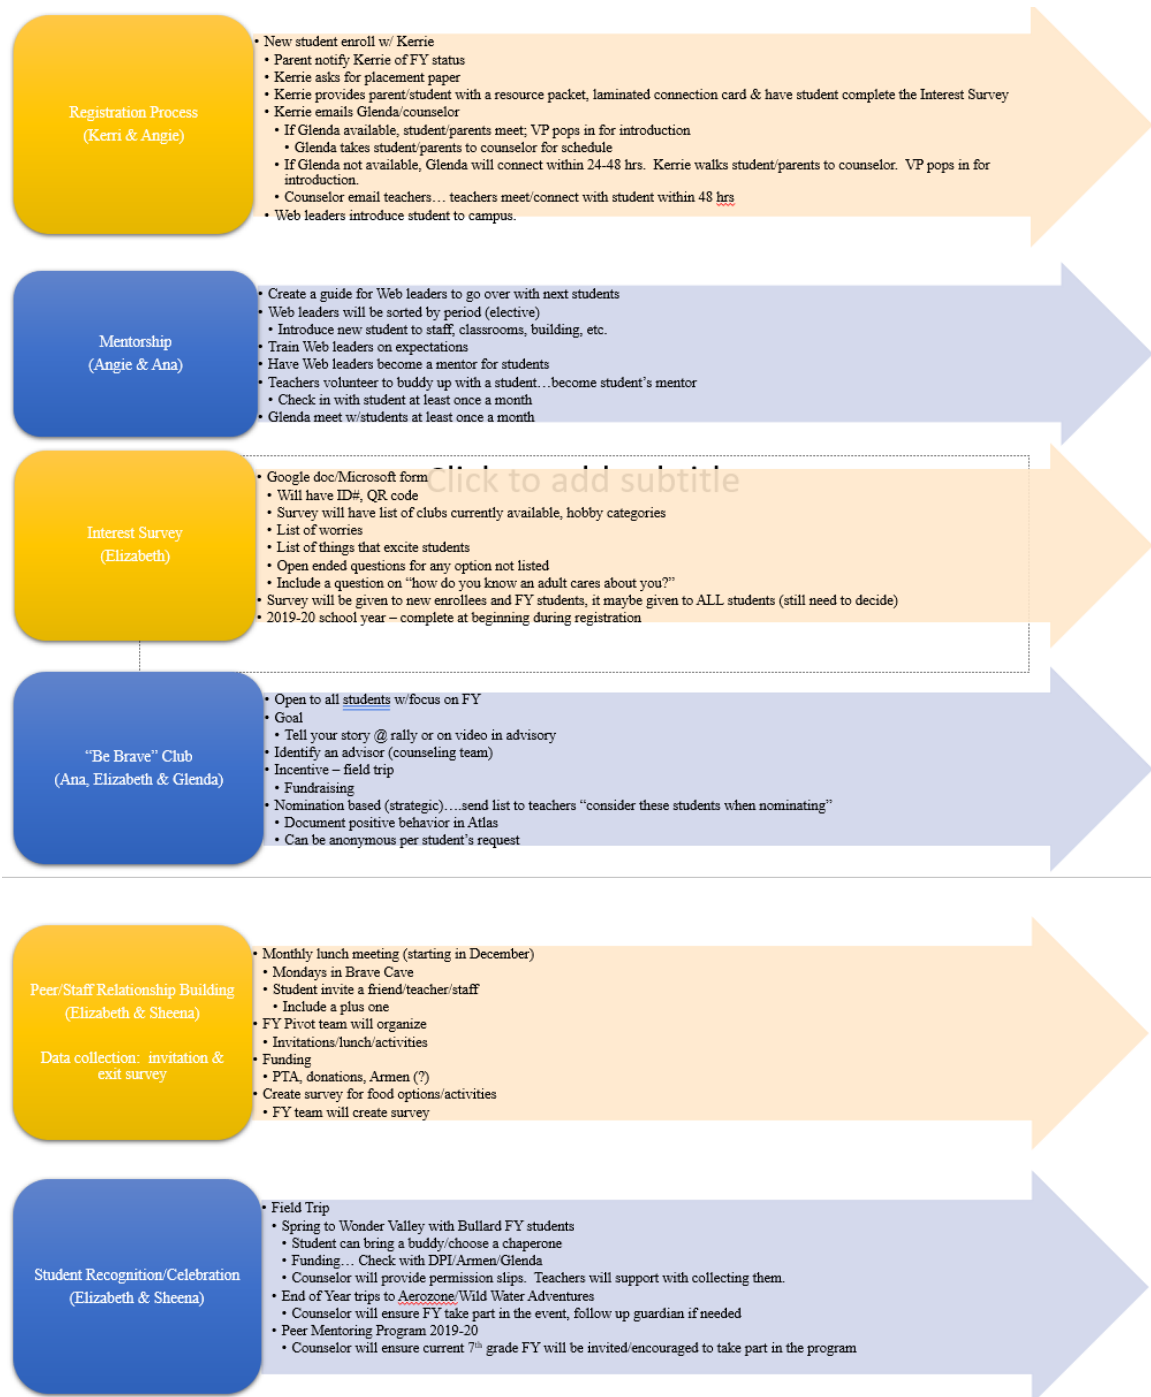 Registration Process
(Kerri & Angie)
• New student enroll w/ Kerrie
• Parent notify Kerrie of FY status
• Kerrie asks for placement paper
• Kerrie provides parent/student with a resource packet, laminated connection card & have student complete the Interest Survey
• Kerrie emails Glenda/counselor
• If Glenda available, student/parents meet; VP pops in for introduction
• Glenda takes student/parents to counselor for schedule
• If Glenda not available, Glenda will connect within 24-48 hrs.  Kerrie walks student/parents to counselor.  VP pops in for
introduction.
• Counselor email teachers… teachers meet/connect with student within 48 hrs
• Web leaders introduce student to campus.
Mentorship
(Angie & Ana)
• Create a guide for Web leaders to go over with next students
• Web leaders will be sorted by period (elective)
• Introduce new student to staff, classrooms, building, etc.
• Train Web leaders on expectations
• Have Web leaders become a mentor for students
• Teachers volunteer to buddy up with a student…become student’s mentor
• Check in with student at least once a month
• Glenda meet w/students at least once a month
Click to add subtitle
Interest Survey
(Elizabeth)
• Google doc/Microsoft form
• Will have ID#, QR code
• Survey will have list of clubs currently available, hobby categories
• List of worries
• List of things that excite students
• Open ended questions for any option not listed
• Include a question on “how do you know an adult cares about you?”
• Survey will be given to new enrollees and FY students, it maybe given to ALL students (still need to decide)
• 2019-20 school year – complete at beginning during registration
“Be Brave” Club
(Ana, Elizabeth & Glenda)
• Open to all students w/focus on FY
• Goal
• Tell your story @ rally or on video in advisory
• Identify an advisor (counseling team)
• Incentive – field trip
• Fundraising
• Nomination based (strategic)….send list to teachers “consider these students when nominating”
• Document positive behavior in Atlas
• Can be anonymous per student’s request
Peer/Staff Relationship Building
(Elizabeth & Sheena)
Data collection:  invitation &
exit survey
• Monthly lunch meeting (starting in December)
• Mondays in Brave Cave
• Student invite a friend/teacher/staff
• Include a plus one
• FY Pivot team will organize
• Invitations/lunch/activities
• Funding
• PTA, donations, Armen (?)
• Create survey for food options/activities
• FY team will create survey
Student Recognition/Celebration
(Elizabeth & Sheena)
• Field Trip
• Spring to Wonder Valley with Bullard FY students
• Student can bring a buddy/choose a chaperone
• Funding… Check with DPI/Armen/Glenda
• Counselor will provide permission slips.  Teachers will support with collecting them.
• End of Year trips to Aerozone/Wild Water Adventures
• Counselor will ensure FY take part in the event, follow up guardian if needed
• Peer Mentoring Program 2019-20
• Counselor will ensure current 7th grade FY will be invited/encouraged to take part in the program